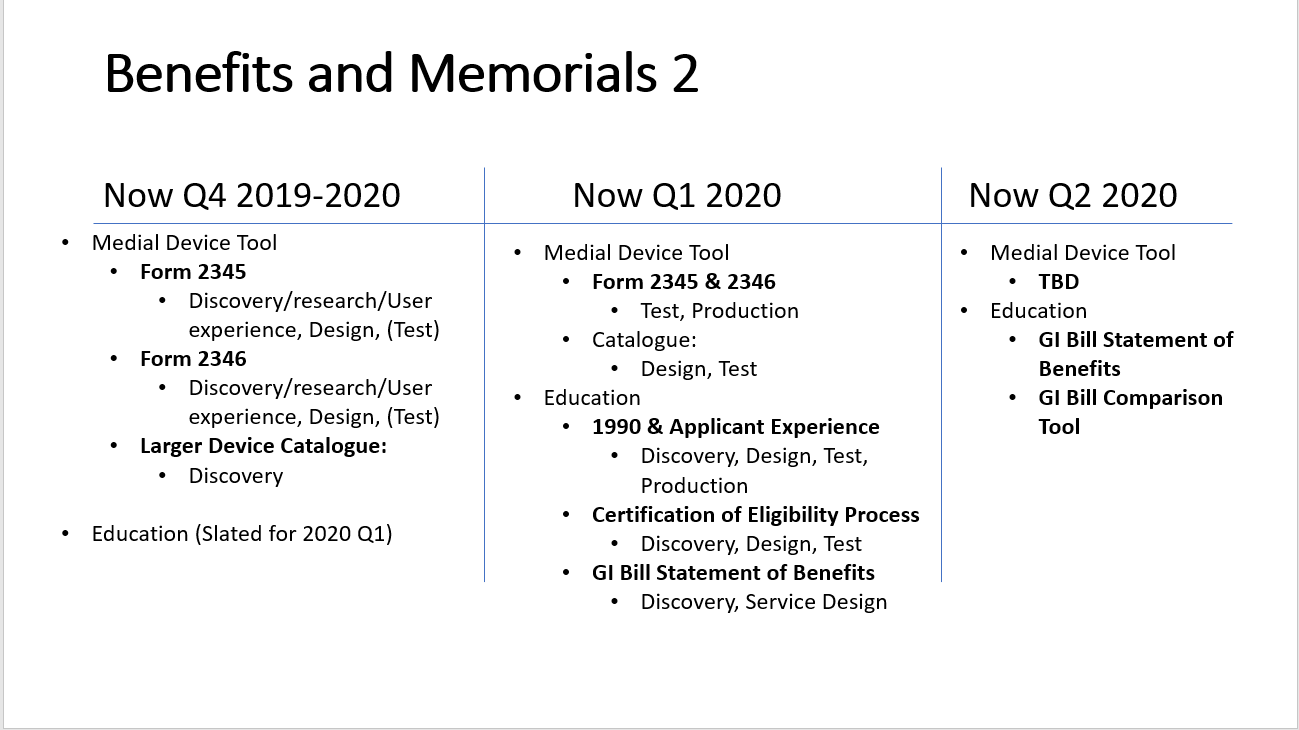 Benefits and Memorials 2
Now Q4 2019-2020
• Medial Device Tool
• Form 2345
• Discovery/research/User
experience, Design, (Test)
• Form 2346
• Discovery/research/User
experience, Design, (Test)
• Larger Device Catalogue:
• Discovery
• Education (Slated for 2020 Q1)
Now Q1 2020
• Medial Device Tool
• Form 2345 & 2346
• Test, Production
• Catalogue:
• Design, Test
• Education
• 1990 & Applicant Experience
• Discovery, Design, Test,
Production
• Certification of Eligibility Process
• Discovery, Design, Test
• GI Bill Statement of Benefits
• Discovery, Service Design
Now Q2 2020
• Medial Device Tool
• TBD
• Education
• GI Bill Statement of
Benefits
• GI Bill Comparison
Tool